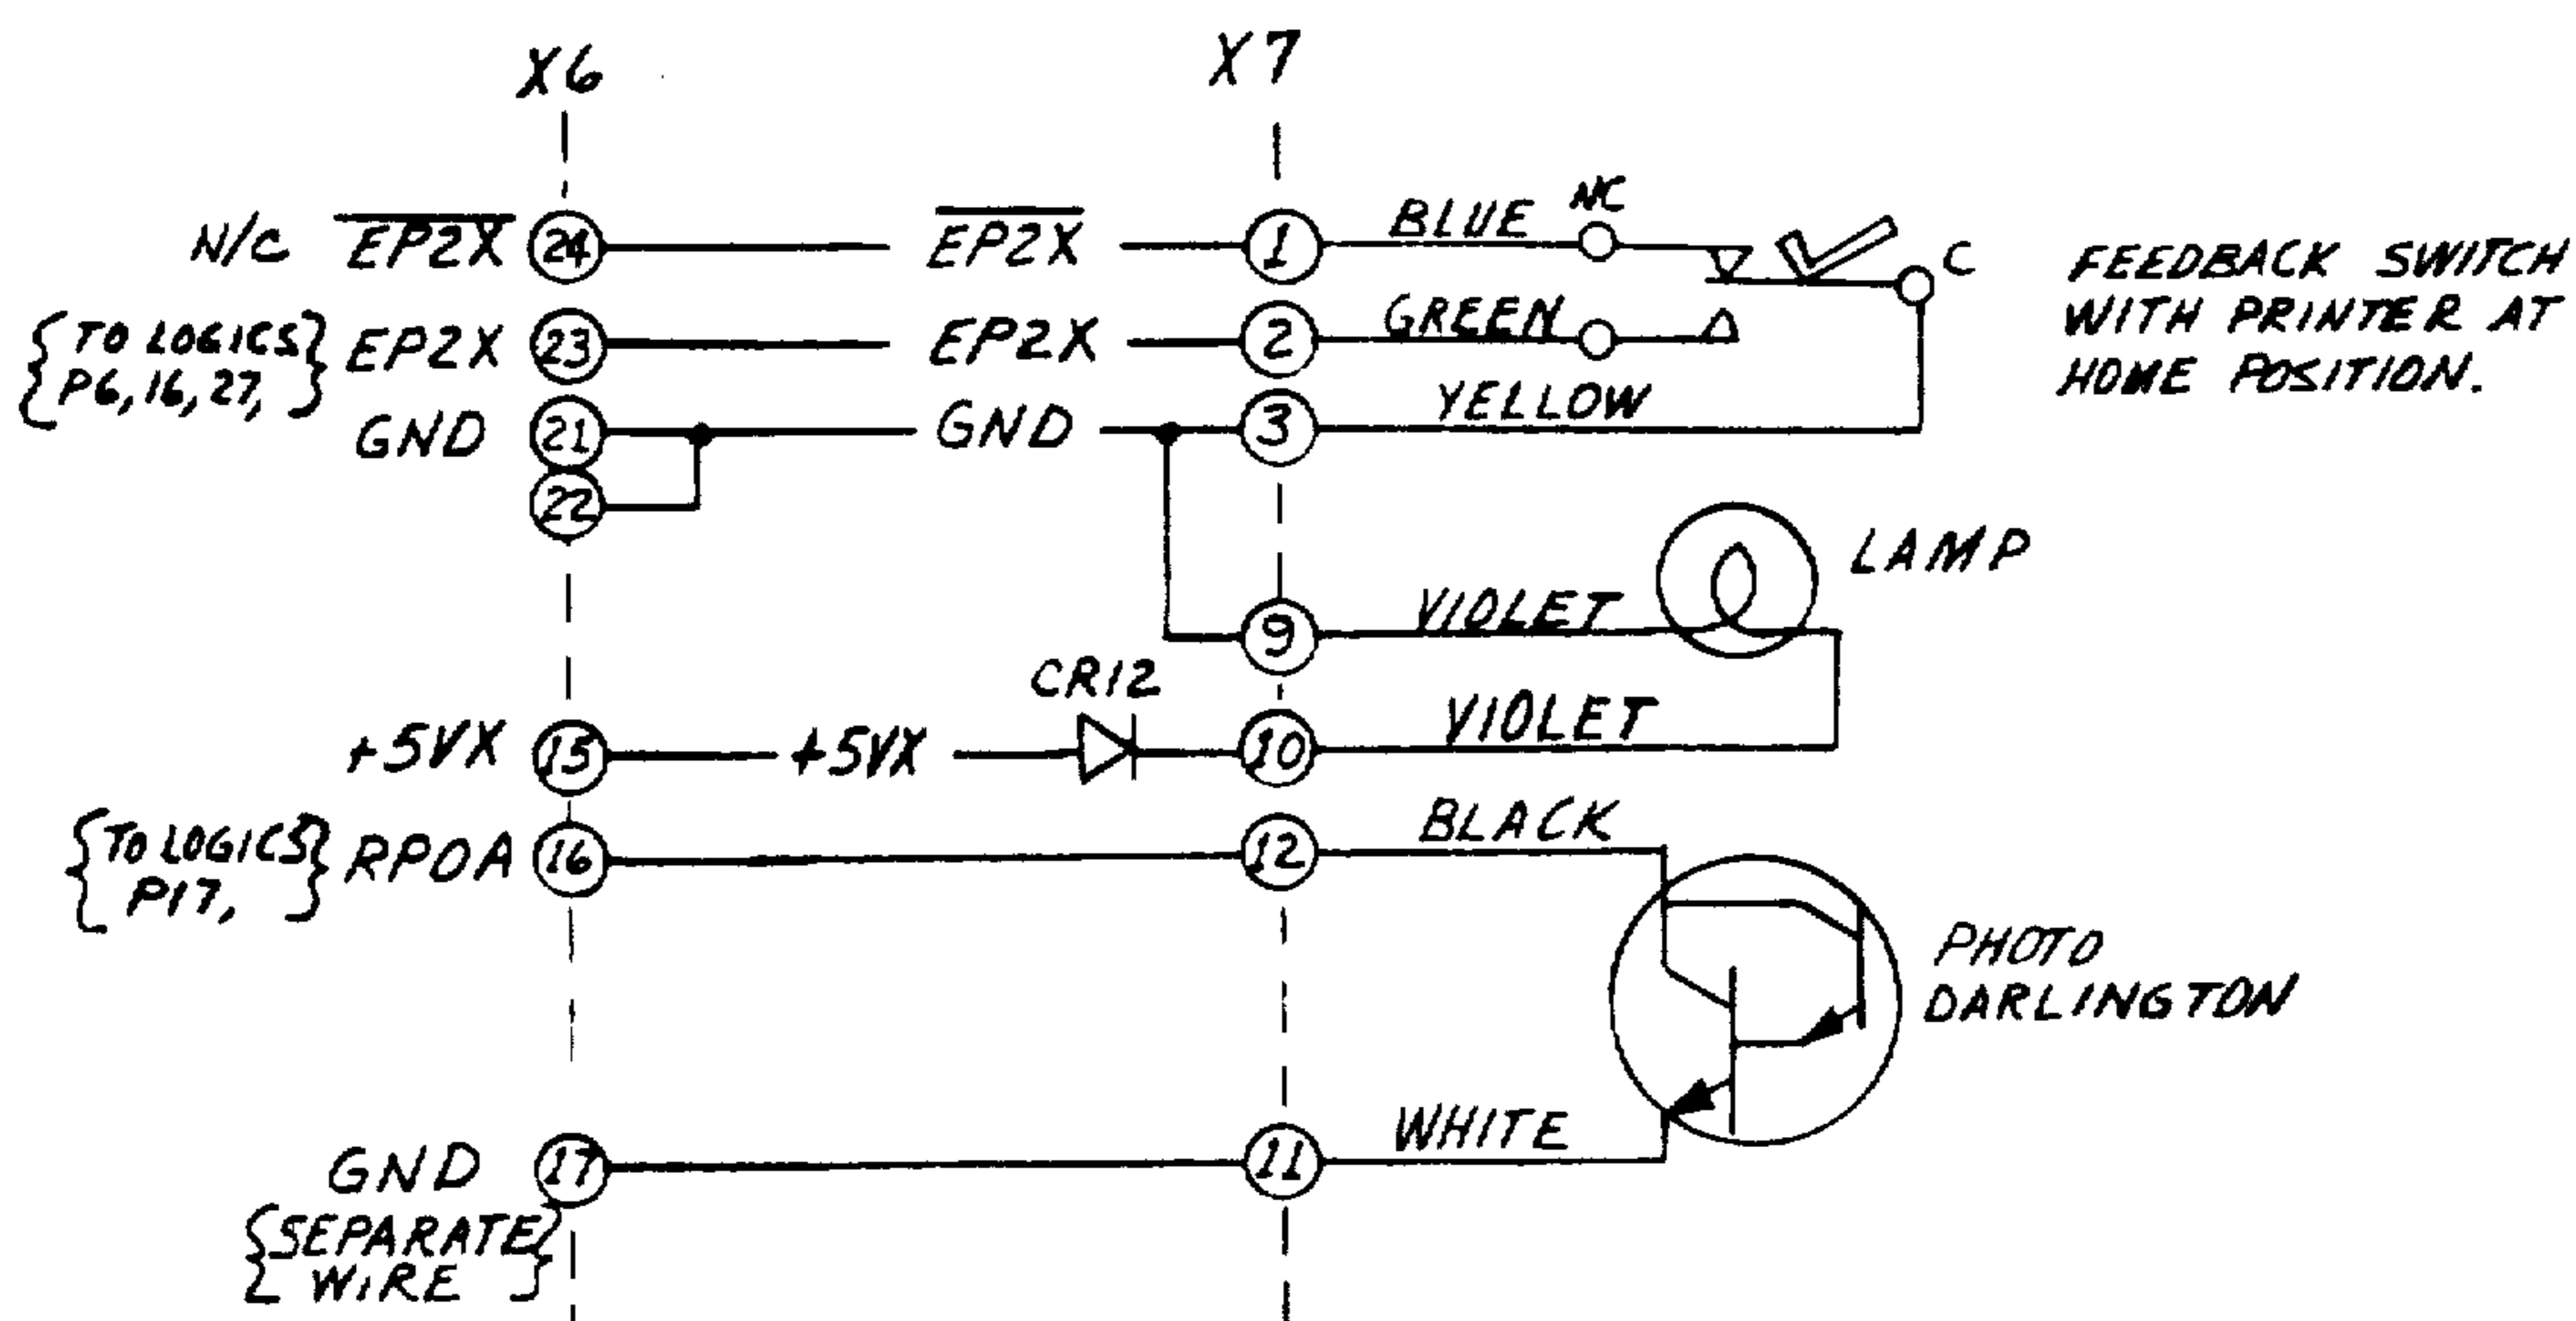 X6
X7
N/C E̅P̅2̅X̅ 24 E̅P̅2̅X̅ 1 BLUE NC C
{TO LOGICS P6,16,27,} EP2X 23 EP2X 2 GREEN
FEEDBACK SWITCH
WITH PRINTER AT
HOME POSITION.
GND 21 GND 3 YELLOW
22
LAMP
9 VIOLET
CR12
+5VX 15 +5VX 10 VIOLET
{TO LOGICS P17,} RPOA 16 12 BLACK
PHOTO
DARLINGTON
GND 17 11 WHITE
{SEPARATE
WIRE}